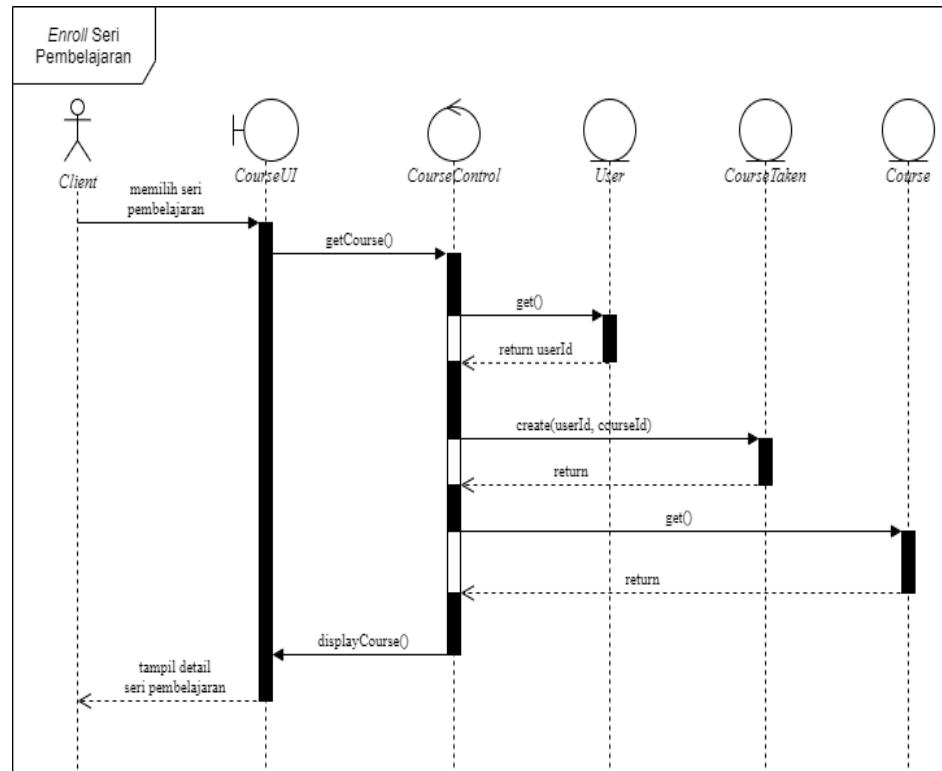 Enroll Seri
Pembelajaran
Client
CourseUI
CourseControl
User
CourseTaken
Course
memilih seri
pembelajaran
getCourse()
get()
return userId
create(userId, courseId)
return
get()
return
displayCourse()
tampil detail
seri pembelajaran